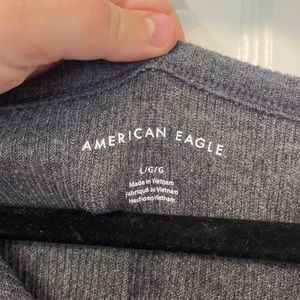 AMERICAN EAGLE
L/G/G
Made in Vietnam
Fabriqué au Vietnam
Hecho en Vietnam